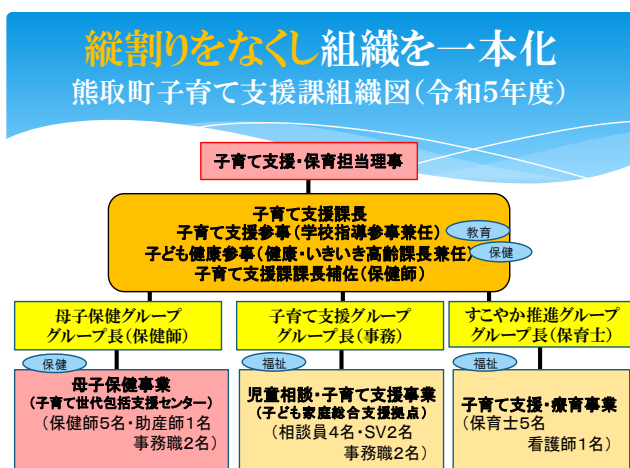 縦割りをなくし組織を一本化
熊取町子育て支援課組織図(令和5年度)
子育て支援・保育担当理事
子育て支援課長
子育て支援参事(学校指導参事兼任)
教育
子ども健康参事(健康・いきいき高齢課長兼任)
保健
子育て支援課課長補佐(保健師)
母子保健グループ
グループ長(保健師)
保健
母子保健事業
(子育て世代包括支援センター)
(保健師5名・助産師1名
事務職2名)
子育て支援グループ
グループ長(事務)
福祉
児童相談・子育て支援事業
(子ども家庭総合支援拠点)
(相談員4名・SV2名
事務職2名)
すこやか推進グループ
グループ長(保育士)
福祉
子育て支援・療育事業
(保育士5名
看護師1名)